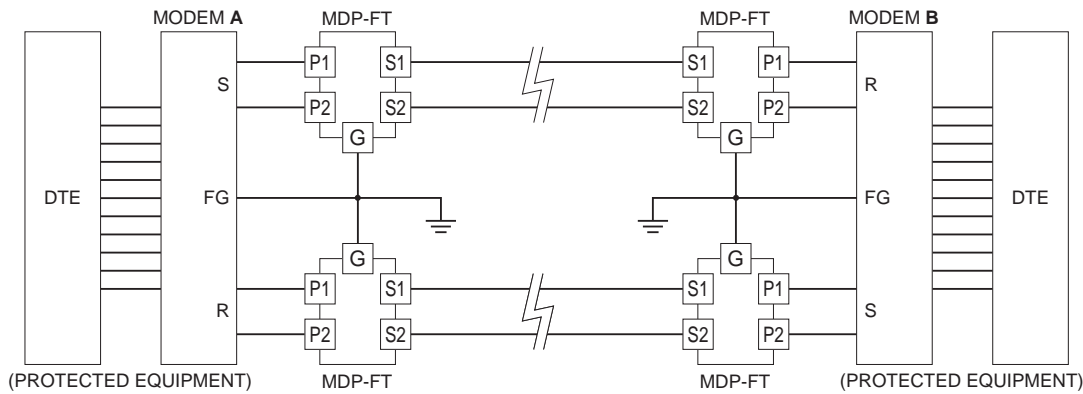 MODEM A MDP-FT MDP-FT MODEM B
P1 S1 S1 P1
S R
P2 S2 S2 P2
G G
DTE FG FG DTE
G G
P1 S1 S1 P1
R S
P2 S2 S2 P2
(PROTECTED EQUIPMENT) MDP-FT MDP-FT (PROTECTED EQUIPMENT)